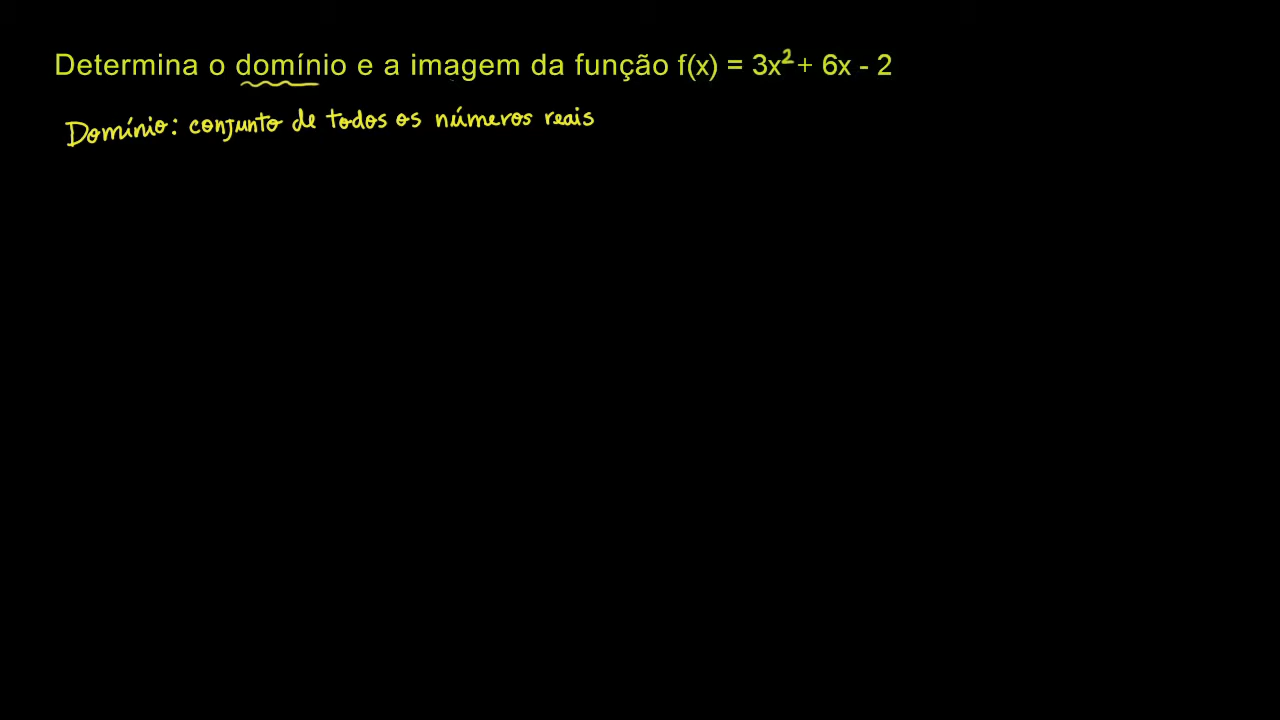 Determina o domínio e a imagem da função f(x) = 3x² + 6x - 2
Domínio: conjunto de todos os números reais